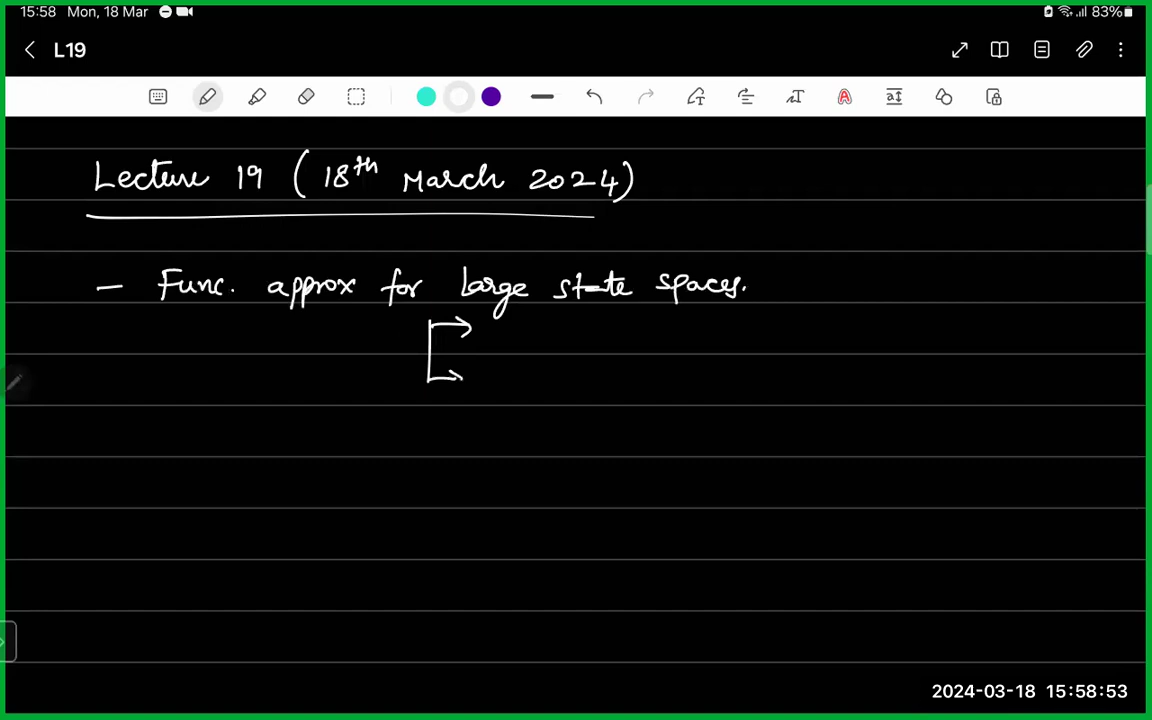 15:58 Mon, 18 Mar 83%
L19
Lecture 19 (18th March 2024)
— Func. approx for large state spaces.
2024-03-18 15:58:53